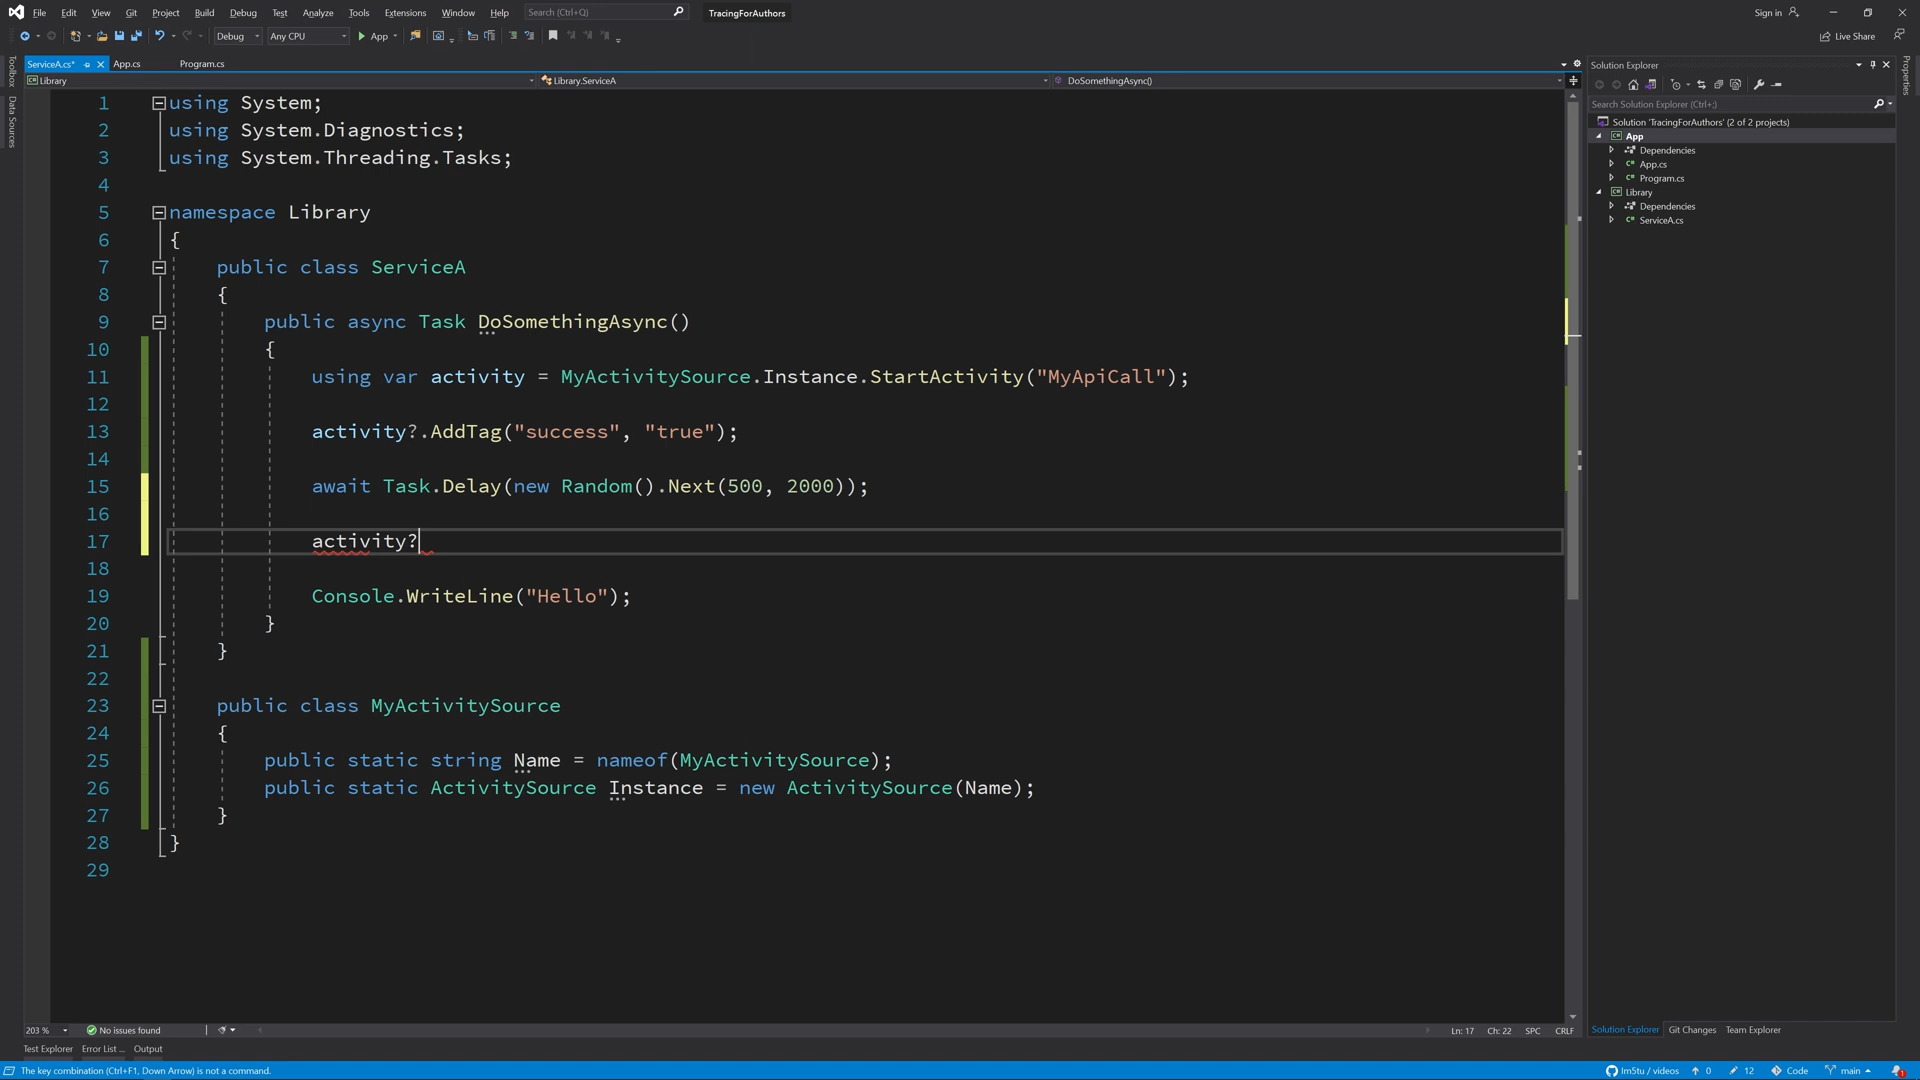 File Edit View Git Project Build Debug Test Analyze Tools Extensions Window Help Search (Ctrl+Q) TracingForAuthors Sign in
Debug Any CPU App Live Share
ServiceA.cs* App.cs Program.cs
Library Library.ServiceA DoSomethingAsync()
Toolbox
Data Sources
1 using System;
2 using System.Diagnostics;
3 using System.Threading.Tasks;
4
5 namespace Library
6 {
7 public class ServiceA
8 {
9 public async Task DoSomethingAsync()
10 {
11 using var activity = MyActivitySource.Instance.StartActivity("MyApiCall");
12
13 activity?.AddTag("success", "true");
14
15 await Task.Delay(new Random().Next(500, 2000));
16
17 activity?
18
19 Console.WriteLine("Hello");
20 }
21 }
22
23 public class MyActivitySource
24 {
25 public static string Name = nameof(MyActivitySource);
26 public static ActivitySource Instance = new ActivitySource(Name);
27 }
28 }
29
Solution Explorer
Search Solution Explorer (Ctrl+;)
Solution 'TracingForAuthors' (2 of 2 projects)
App
Dependencies
App.cs
Program.cs
Library
Dependencies
ServiceA.cs
Properties
Solution Explorer Git Changes Team Explorer
203 % No issues found Ln: 17 Ch: 22 SPC CRLF
Test Explorer Error List ... Output
The key combination (Ctrl+F1, Down Arrow) is not a command. lm5tu / videos 0 12 Code main 1